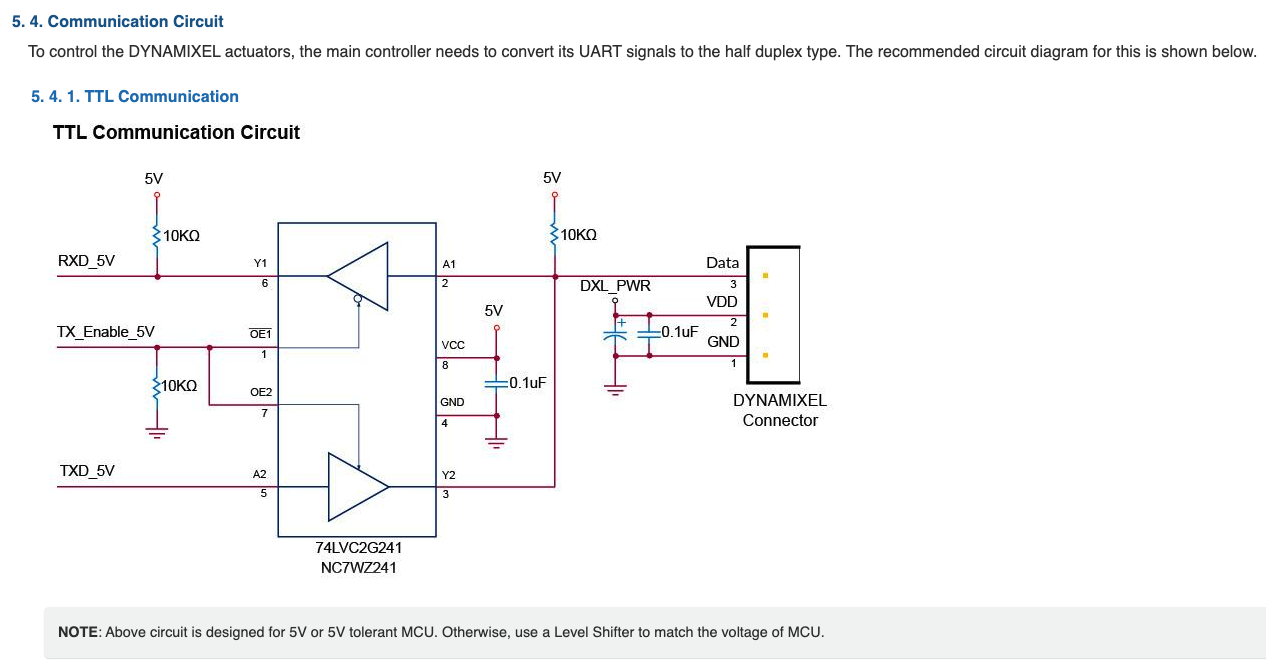 5. 4. Communication Circuit
To control the DYNAMIXEL actuators, the main controller needs to convert its UART signals to the half duplex type. The recommended circuit diagram for this is shown below.
5. 4. 1. TTL Communication
TTL Communication Circuit
5V
5V
10KΩ
10KΩ
RXD_5V
Y1
A1
Data
6
2
DXL_PWR
3
VDD
5V
+
2
TX_Enable_5V
OE1
0.1uF
GND
1
VCC
8
1
10KΩ
OE2
0.1uF
7
GND
4
DYNAMIXEL
Connector
TXD_5V
A2
Y2
5
3
74LVC2G241
NC7WZ241
NOTE: Above circuit is designed for 5V or 5V tolerant MCU. Otherwise, use a Level Shifter to match the voltage of MCU.